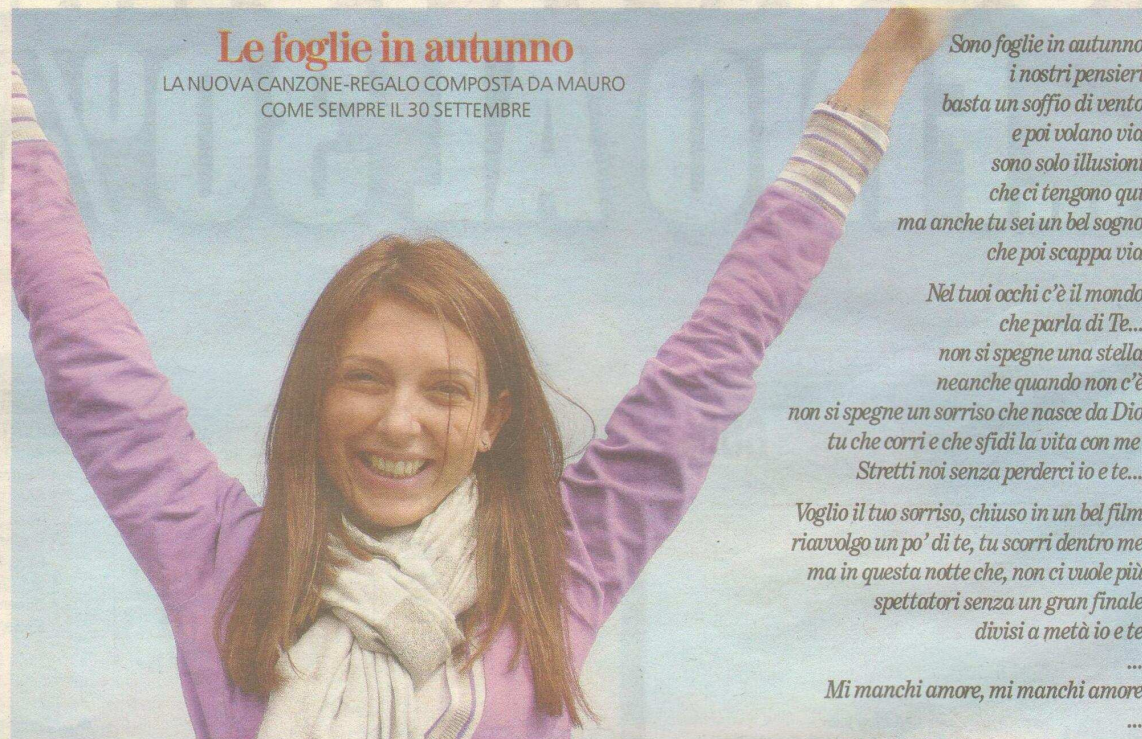 Le foglie in autunno
LA NUOVA CANZONE-REGALO COMPOSTA DA MAURO
COME SEMPRE IL 30 SETTEMBRE
Sono foglie in autunno
i nostri pensieri
basta un soffio di vento
e poi volano via
sono solo illusioni
che ci tengono qui
ma anche tu sei un bel sogno
che poi scappa via
Nel tuoi occhi c'è il mondo
che parla di Te...
non si spegne una stella
neanche quando non c'è
non si spegne un sorriso che nasce da Dio
tu che corri e che sfidi la vita con me
Stretti noi senza perderci io e te...
Voglio il tuo sorriso, chiuso in un bel film
riavvolgo un po' di te, tu scorri dentro me
ma in questa notte che, non ci vuole più
spettatori senza un gran finale
divisi a metà io e te
...
Mi manchi amore, mi manchi amore
...